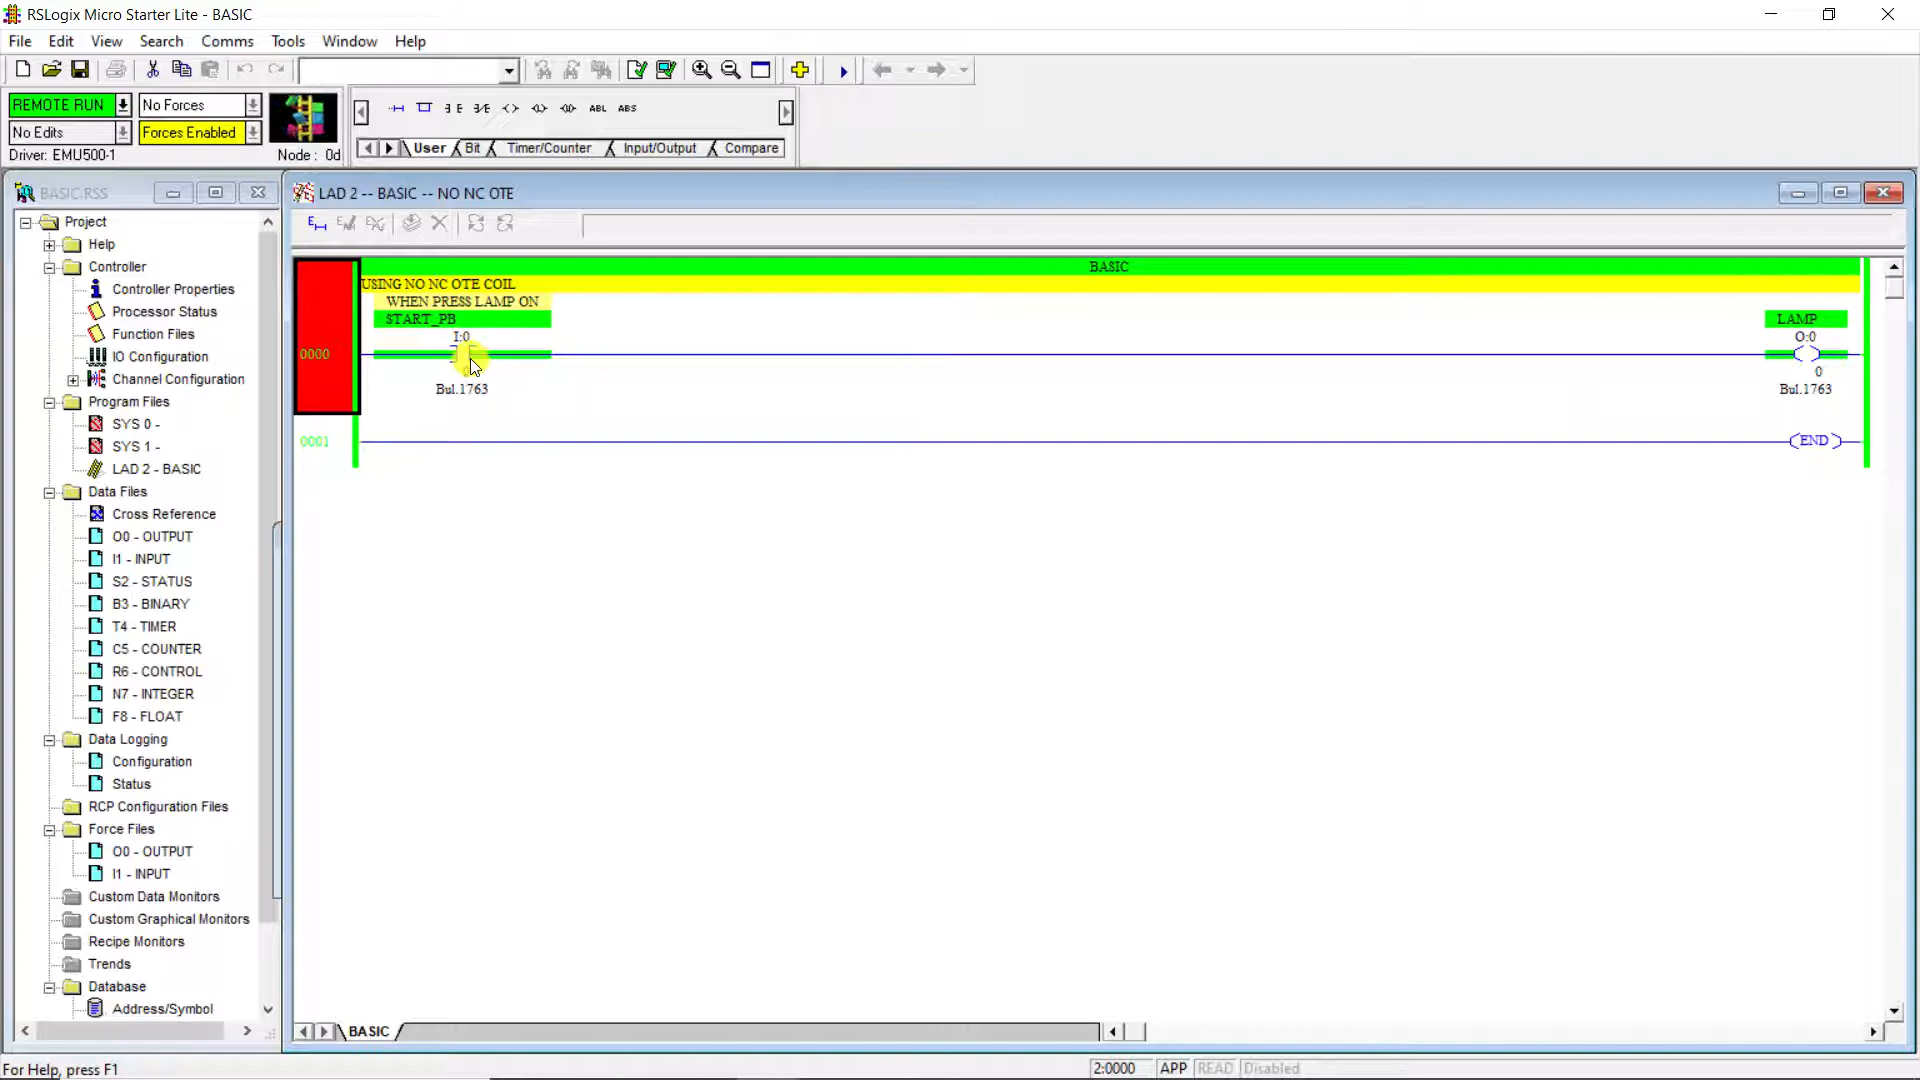 RSLogix Micro Starter Lite - BASIC
File Edit View Search Comms Tools Window Help
REMOTE RUN No Forces
No Edits Forces Enabled
Driver: EMU500-1 Node : 0d
ABL ABS
User Bit Timer/Counter Input/Output Compare
BASIC.RSS
Project
Help
Controller
Controller Properties
Processor Status
Function Files
IO Configuration
Channel Configuration
Program Files
SYS 0 -
SYS 1 -
LAD 2 - BASIC
Data Files
Cross Reference
O0 - OUTPUT
I1 - INPUT
S2 - STATUS
B3 - BINARY
T4 - TIMER
C5 - COUNTER
R6 - CONTROL
N7 - INTEGER
F8 - FLOAT
Data Logging
Configuration
Status
RCP Configuration Files
Force Files
O0 - OUTPUT
I1 - INPUT
Custom Data Monitors
Custom Graphical Monitors
Recipe Monitors
Trends
Database
Address/Symbol
LAD 2 -- BASIC -- NO NC OTE
BASIC
USING NO NC OTE COIL
WHEN PRESS LAMP ON
START_PB LAMP
I:0 O:0
0000
0
Bul.1763 Bul.1763
0001 END
BASIC
For Help, press F1 2:0000 APP READ Disabled